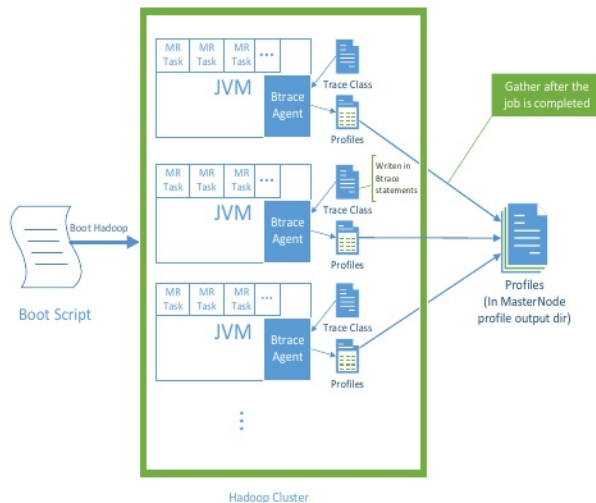 MR Task MR Task MR Task ...
JVM
Btrace Agent
Trace Class
Profiles
Gather after the
job is completed
MR Task MR Task MR Task ...
JVM
Btrace Agent
Trace Class
Writen in
Btrace
statements
Profiles
Boot Hadoop
Boot Script
Profiles
(In MasterNode
profile output dir)
MR Task MR Task MR Task ...
JVM
Btrace Agent
Trace Class
Profiles
Hadoop Cluster